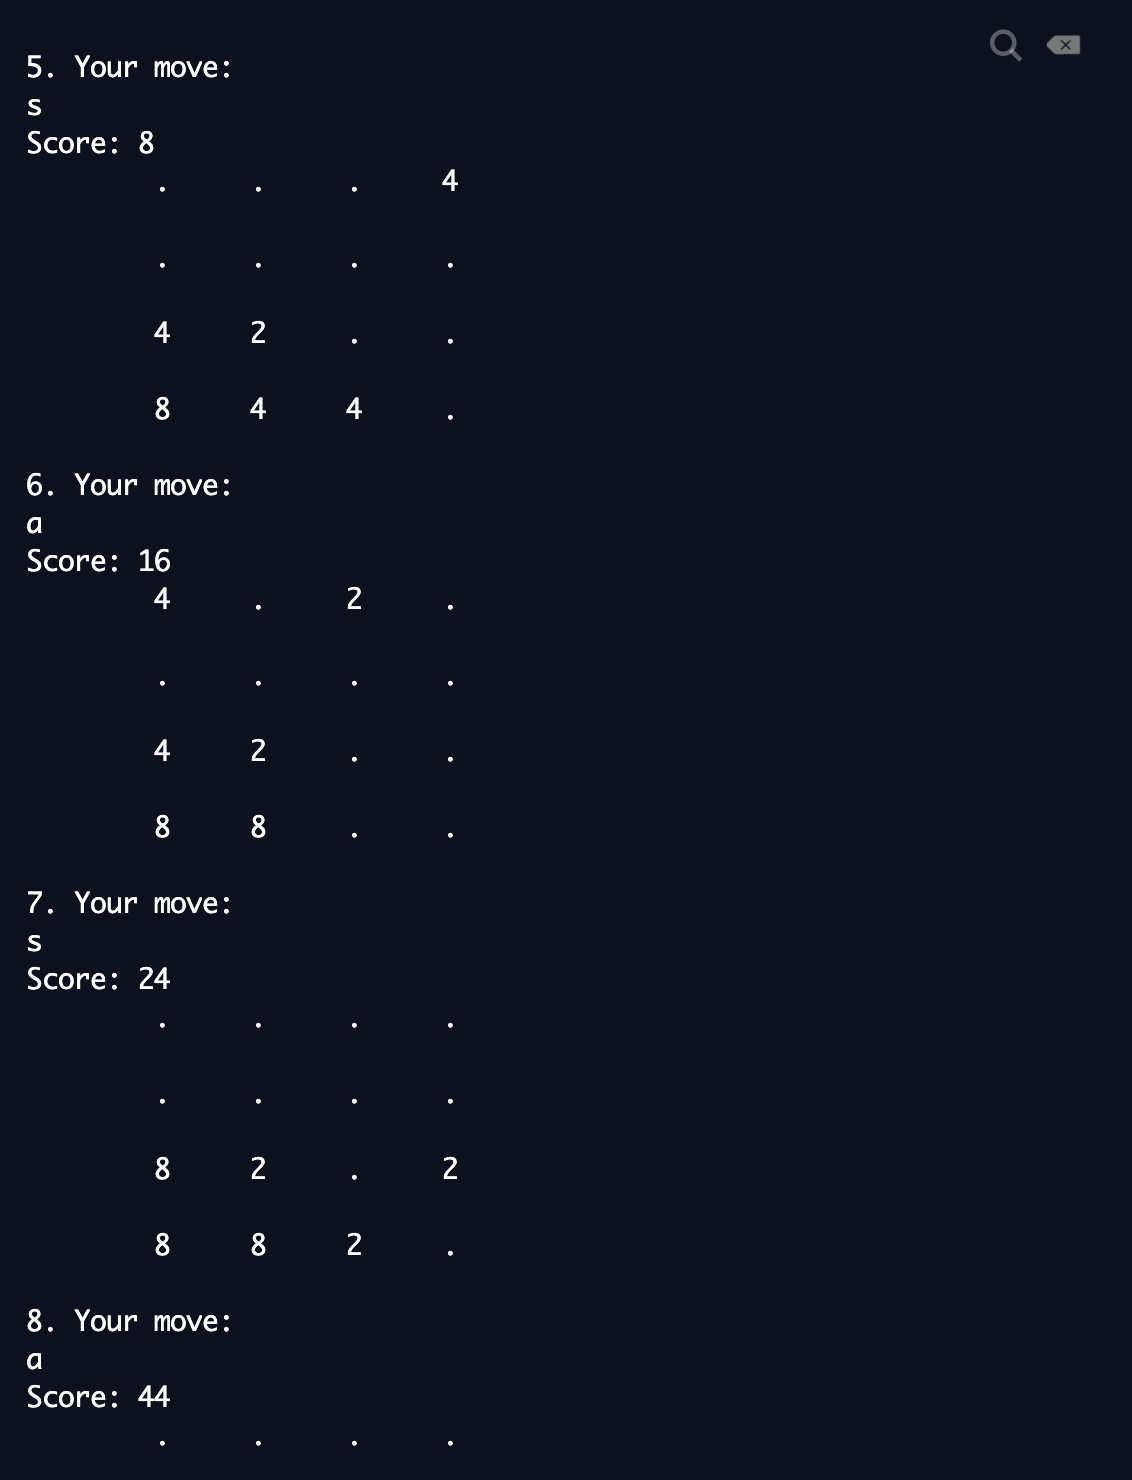 5. Your move:
s
Score: 8
. . . 4
. . . .
4 2 . .
8 4 4 .
6. Your move:
a
Score: 16
4 . 2 .
. . . .
4 2 . .
8 8 . .
7. Your move:
s
Score: 24
. . . .
. . . .
8 2 . 2
8 8 2 .
8. Your move:
a
Score: 44
. . . .